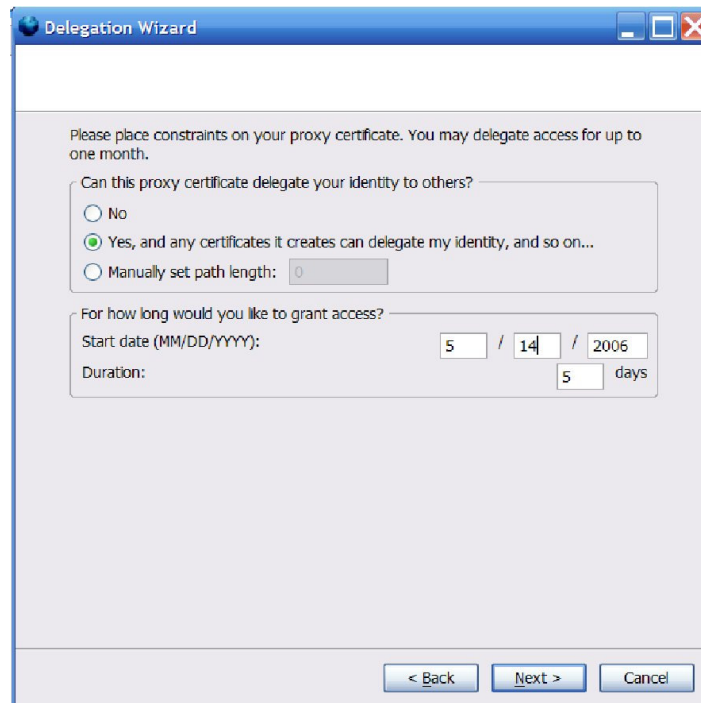 Delegation Wizard
Please place constraints on your proxy certificate. You may delegate access for up to
one month.
Can this proxy certificate delegate your identity to others?
No
Yes, and any certificates it creates can delegate my identity, and so on...
Manually set path length: 0
For how long would you like to grant access?
Start date (MM/DD/YYYY): 5 / 14 / 2006
Duration: 5 days
< Back Next > Cancel